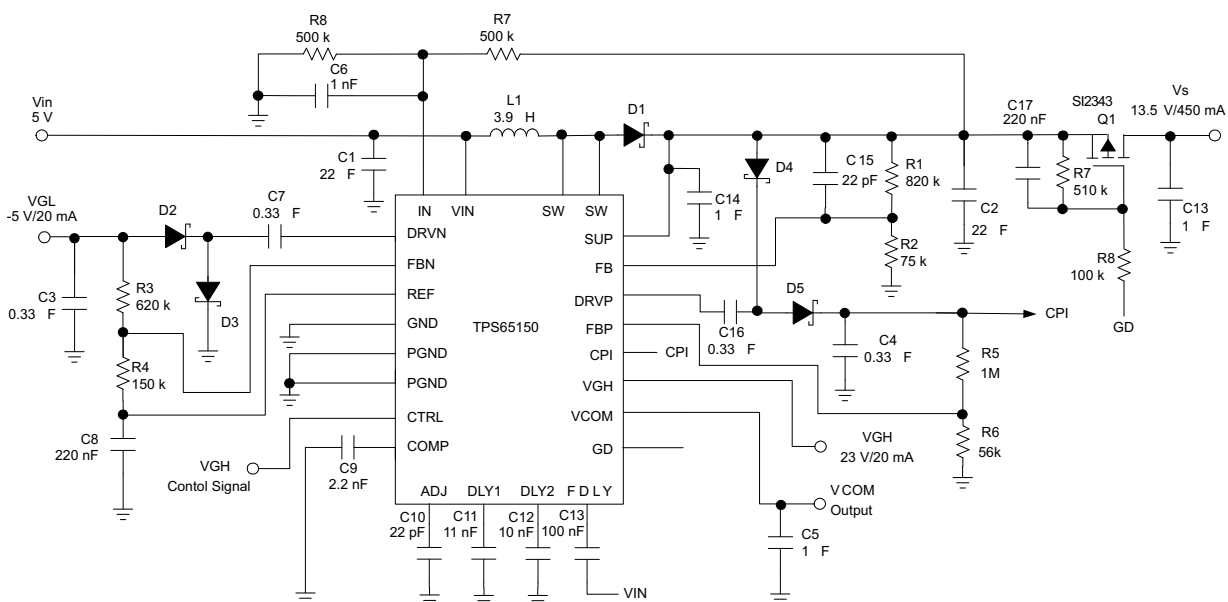 R8
500 k
R7
500 k
C6
1 nF
Vin
5 V
L1
3.9 H
D1
C17
220 nF
SI2343
Q1
Vs
13.5 V/450 mA
C1
22 F
D4
C 15
22 pF
R1
820 k
R7
510 k
C7
0.33 F
VGL
-5 V/20 mA
D2
IN
VIN
SW
SW
C14
1 F
C2
22 F
C13
1 F
DRVN
SUP
FBN
FB
R2
75 k
R8
100 k
R3
620 k
C3
0.33 F
D3
REF
DRVP
D5
GND
TPS65150
FBP
C16
0.33 F
CPI
GD
PGND
CPI
CPI
C4
0.33 F
R5
1M
R4
150 k
PGND
VGH
CTRL
VCOM
C8
220 nF
COMP
GD
VGH
23 V/20 mA
R6
56k
VGH
Contol Signal
C9
2.2 nF
ADJ
DLY1
DLY2
F D L Y
V COM
Output
C10
22 pF
C11
11 nF
C12
10 nF
C13
100 nF
C5
1 F
VIN